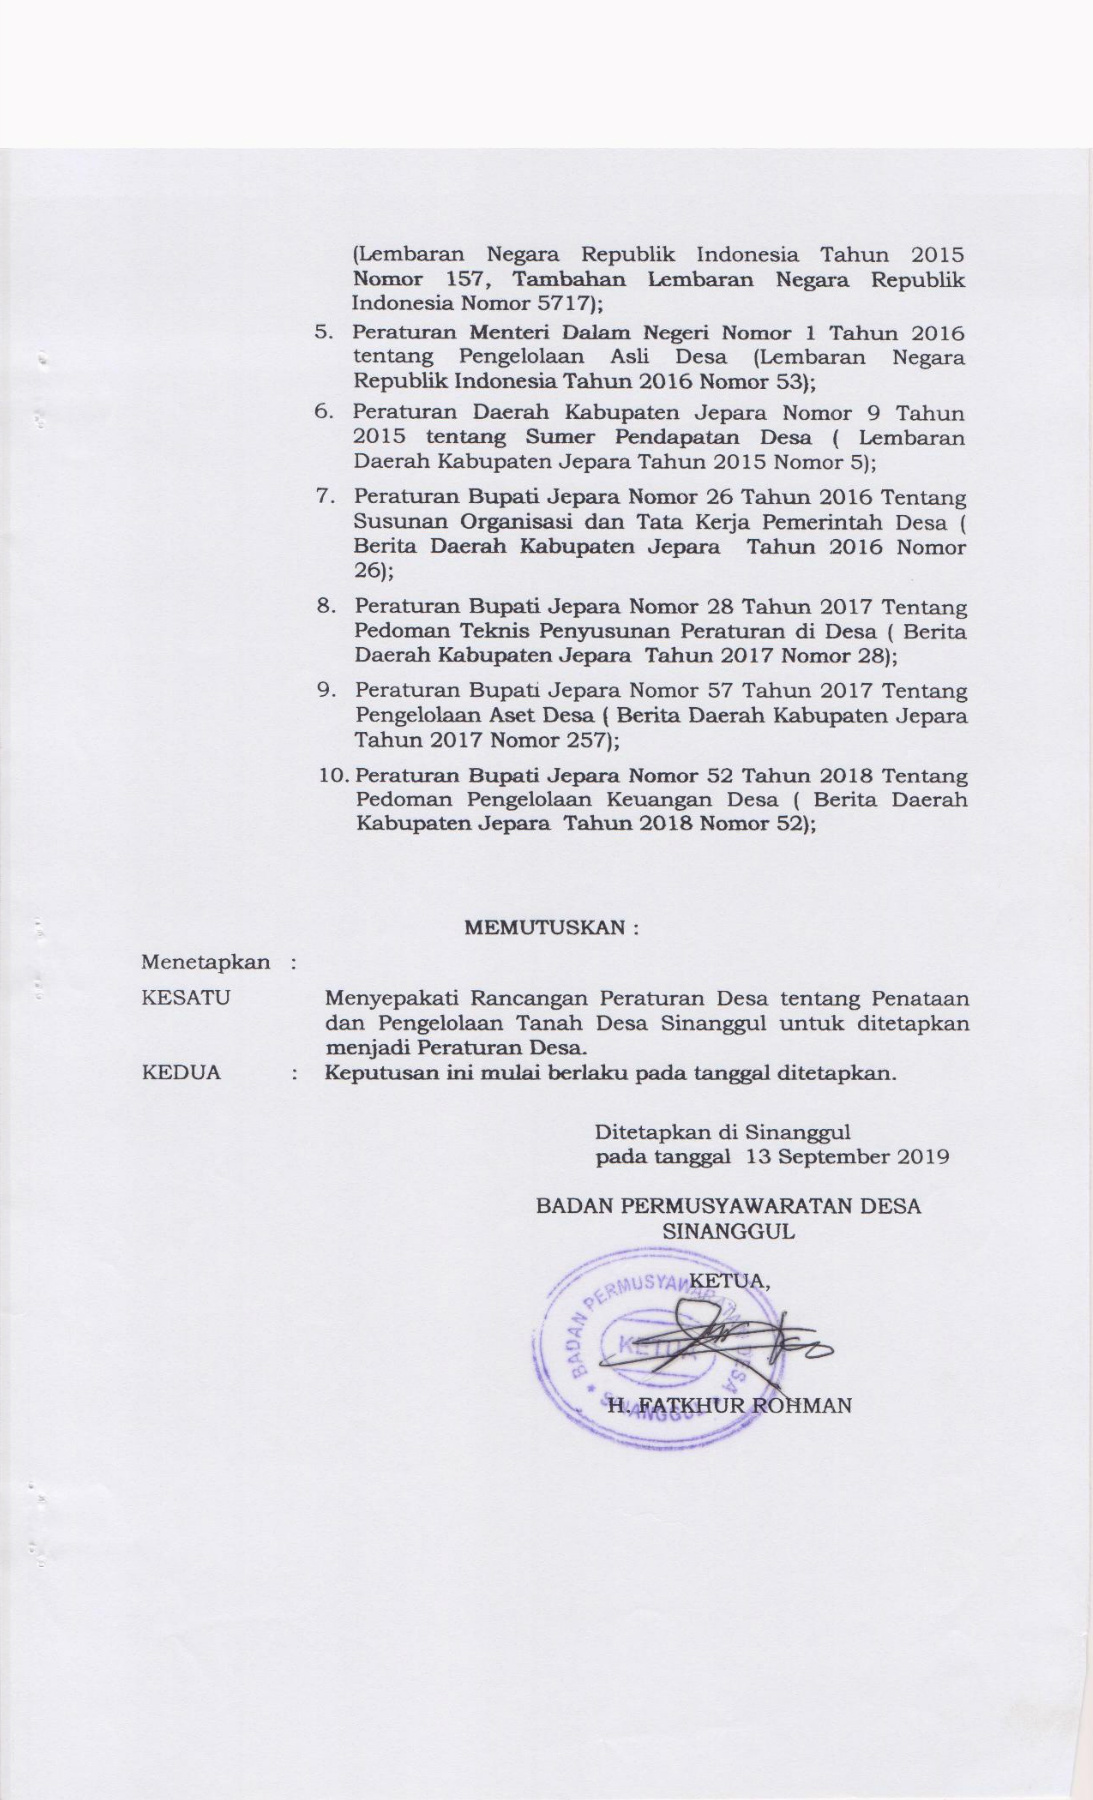 (Lembaran Negara Republik Indonesia Tahun 2015
Nomor 157, Tambahan Lembaran Negara Republik
Indonesia Nomor 5717);
5. Peraturan Menteri Dalam Negeri Nomor 1 Tahun 2016
tentang Pengelolaan Asli Desa (Lembaran Negara
Republik Indonesia Tahun 2016 Nomor 53);
6. Peraturan Daerah Kabupaten Jepara Nomor 9 Tahun
2015 tentang Sumer Pendapatan Desa ( Lembaran
Daerah Kabupaten Jepara Tahun 2015 Nomor 5);
7. Peraturan Bupati Jepara Nomor 26 Tahun 2016 Tentang
Susunan Organisasi dan Tata Kerja Pemerintah Desa (
Berita Daerah Kabupaten Jepara Tahun 2016 Nomor
26);
8. Peraturan Bupati Jepara Nomor 28 Tahun 2017 Tentang
Pedoman Teknis Penyusunan Peraturan di Desa ( Berita
Daerah Kabupaten Jepara Tahun 2017 Nomor 28);
9. Peraturan Bupati Jepara Nomor 57 Tahun 2017 Tentang
Pengelolaan Aset Desa ( Berita Daerah Kabupaten Jepara
Tahun 2017 Nomor 257);
10. Peraturan Bupati Jepara Nomor 52 Tahun 2018 Tentang
Pedoman Pengelolaan Keuangan Desa ( Berita Daerah
Kabupaten Jepara Tahun 2018 Nomor 52);
MEMUTUSKAN :
Menetapkan :
KESATU Menyepakati Rancangan Peraturan Desa tentang Penataan
dan Pengelolaan Tanah Desa Sinanggul untuk ditetapkan
menjadi Peraturan Desa.
KEDUA : Keputusan ini mulai berlaku pada tanggal ditetapkan.
Ditetapkan di Sinanggul
pada tanggal 13 September 2019
BADAN PERMUSYAWARATAN DESA
SINANGGUL
KETUA,
BADAN PERMUSYAWARATAN DESA
KETUA
SINANGGUL
H. FATKHUR ROHMAN